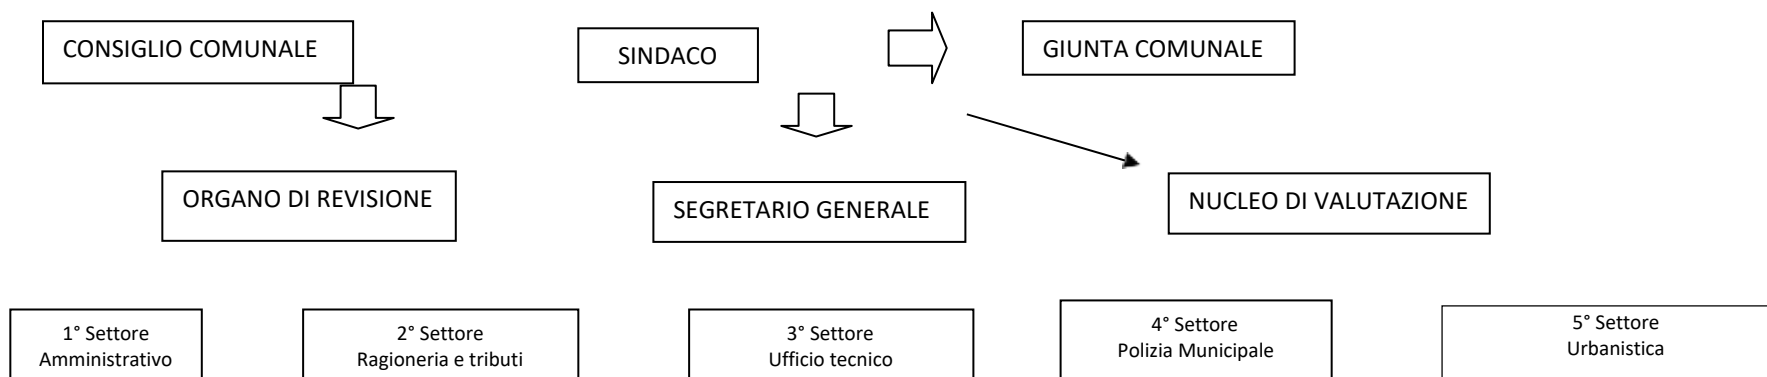 CONSIGLIO COMUNALE
SINDACO
GIUNTA COMUNALE
ORGANO DI REVISIONE
SEGRETARIO GENERALE
NUCLEO DI VALUTAZIONE
1° Settore
Amministrativo
2° Settore
Ragioneria e tributi
3° Settore
Ufficio tecnico
4° Settore
Polizia Municipale
5° Settore
Urbanistica